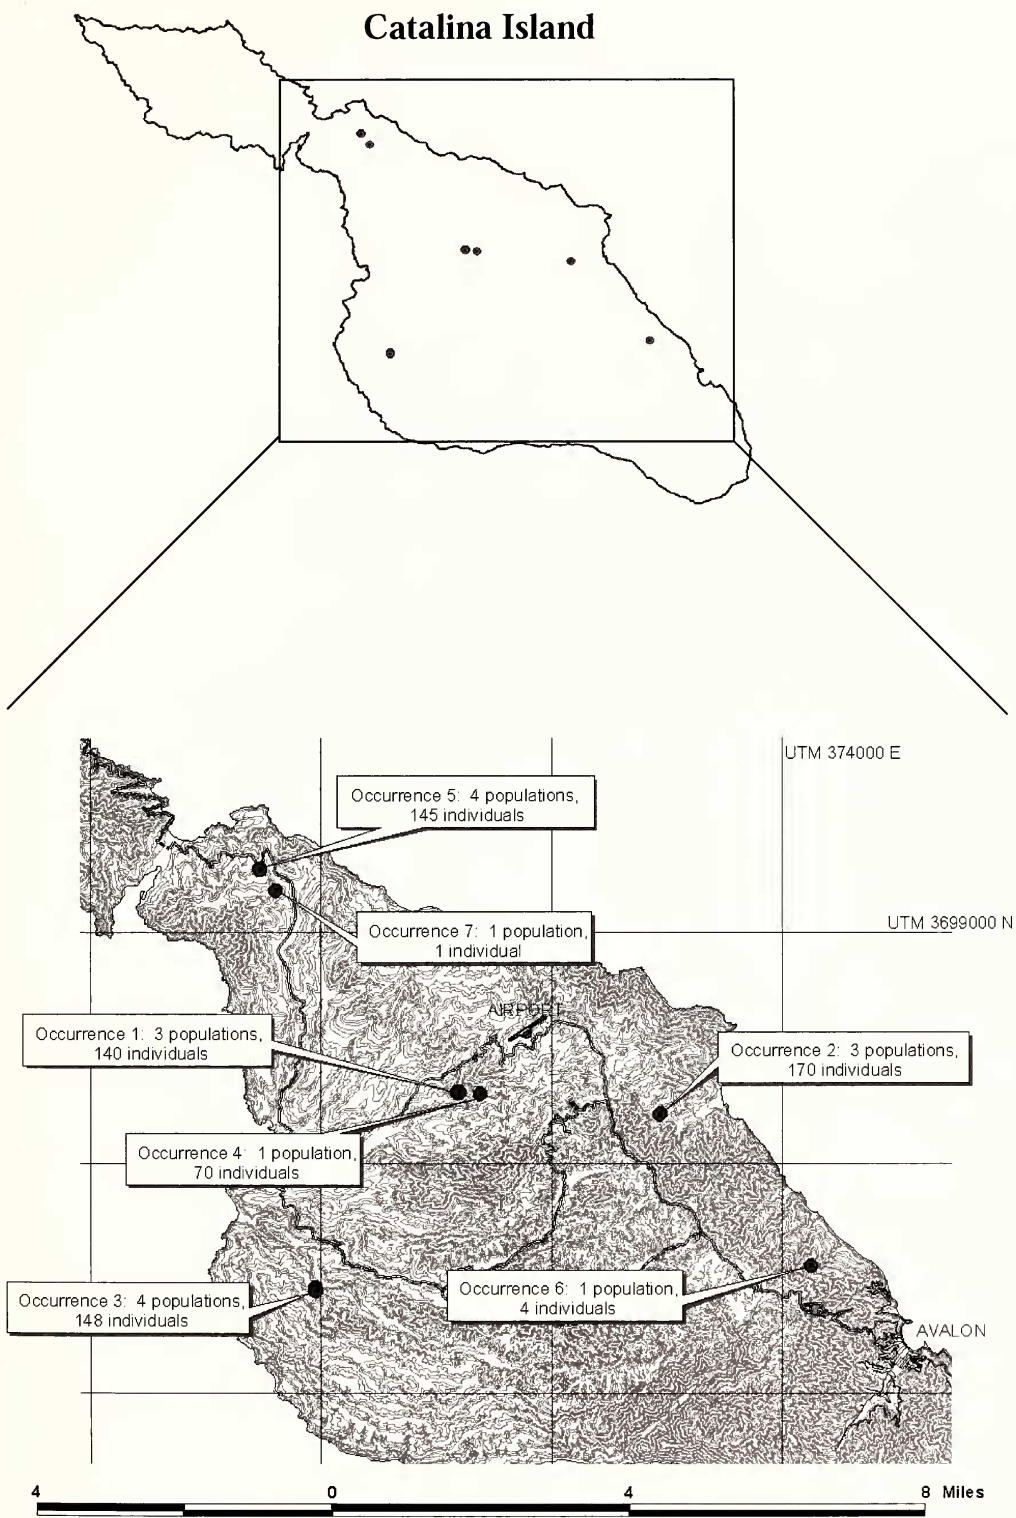 Catalina Island
UTM 374000 E
Occurrence 5: 4 populations,
145 individuals
Occurrence 7: 1 population,
1 individual
UTM 3699000 N
AIRPORT
Occurrence 1: 3 populations,
140 individuals
Occurrence 2: 3 populations,
170 individuals
Occurrence 4: 1 population,
70 individuals
Occurrence 6: 1 population,
4 individuals
Occurrence 3: 4 populations,
148 individuals
AVALON
4 0 4 8 Miles